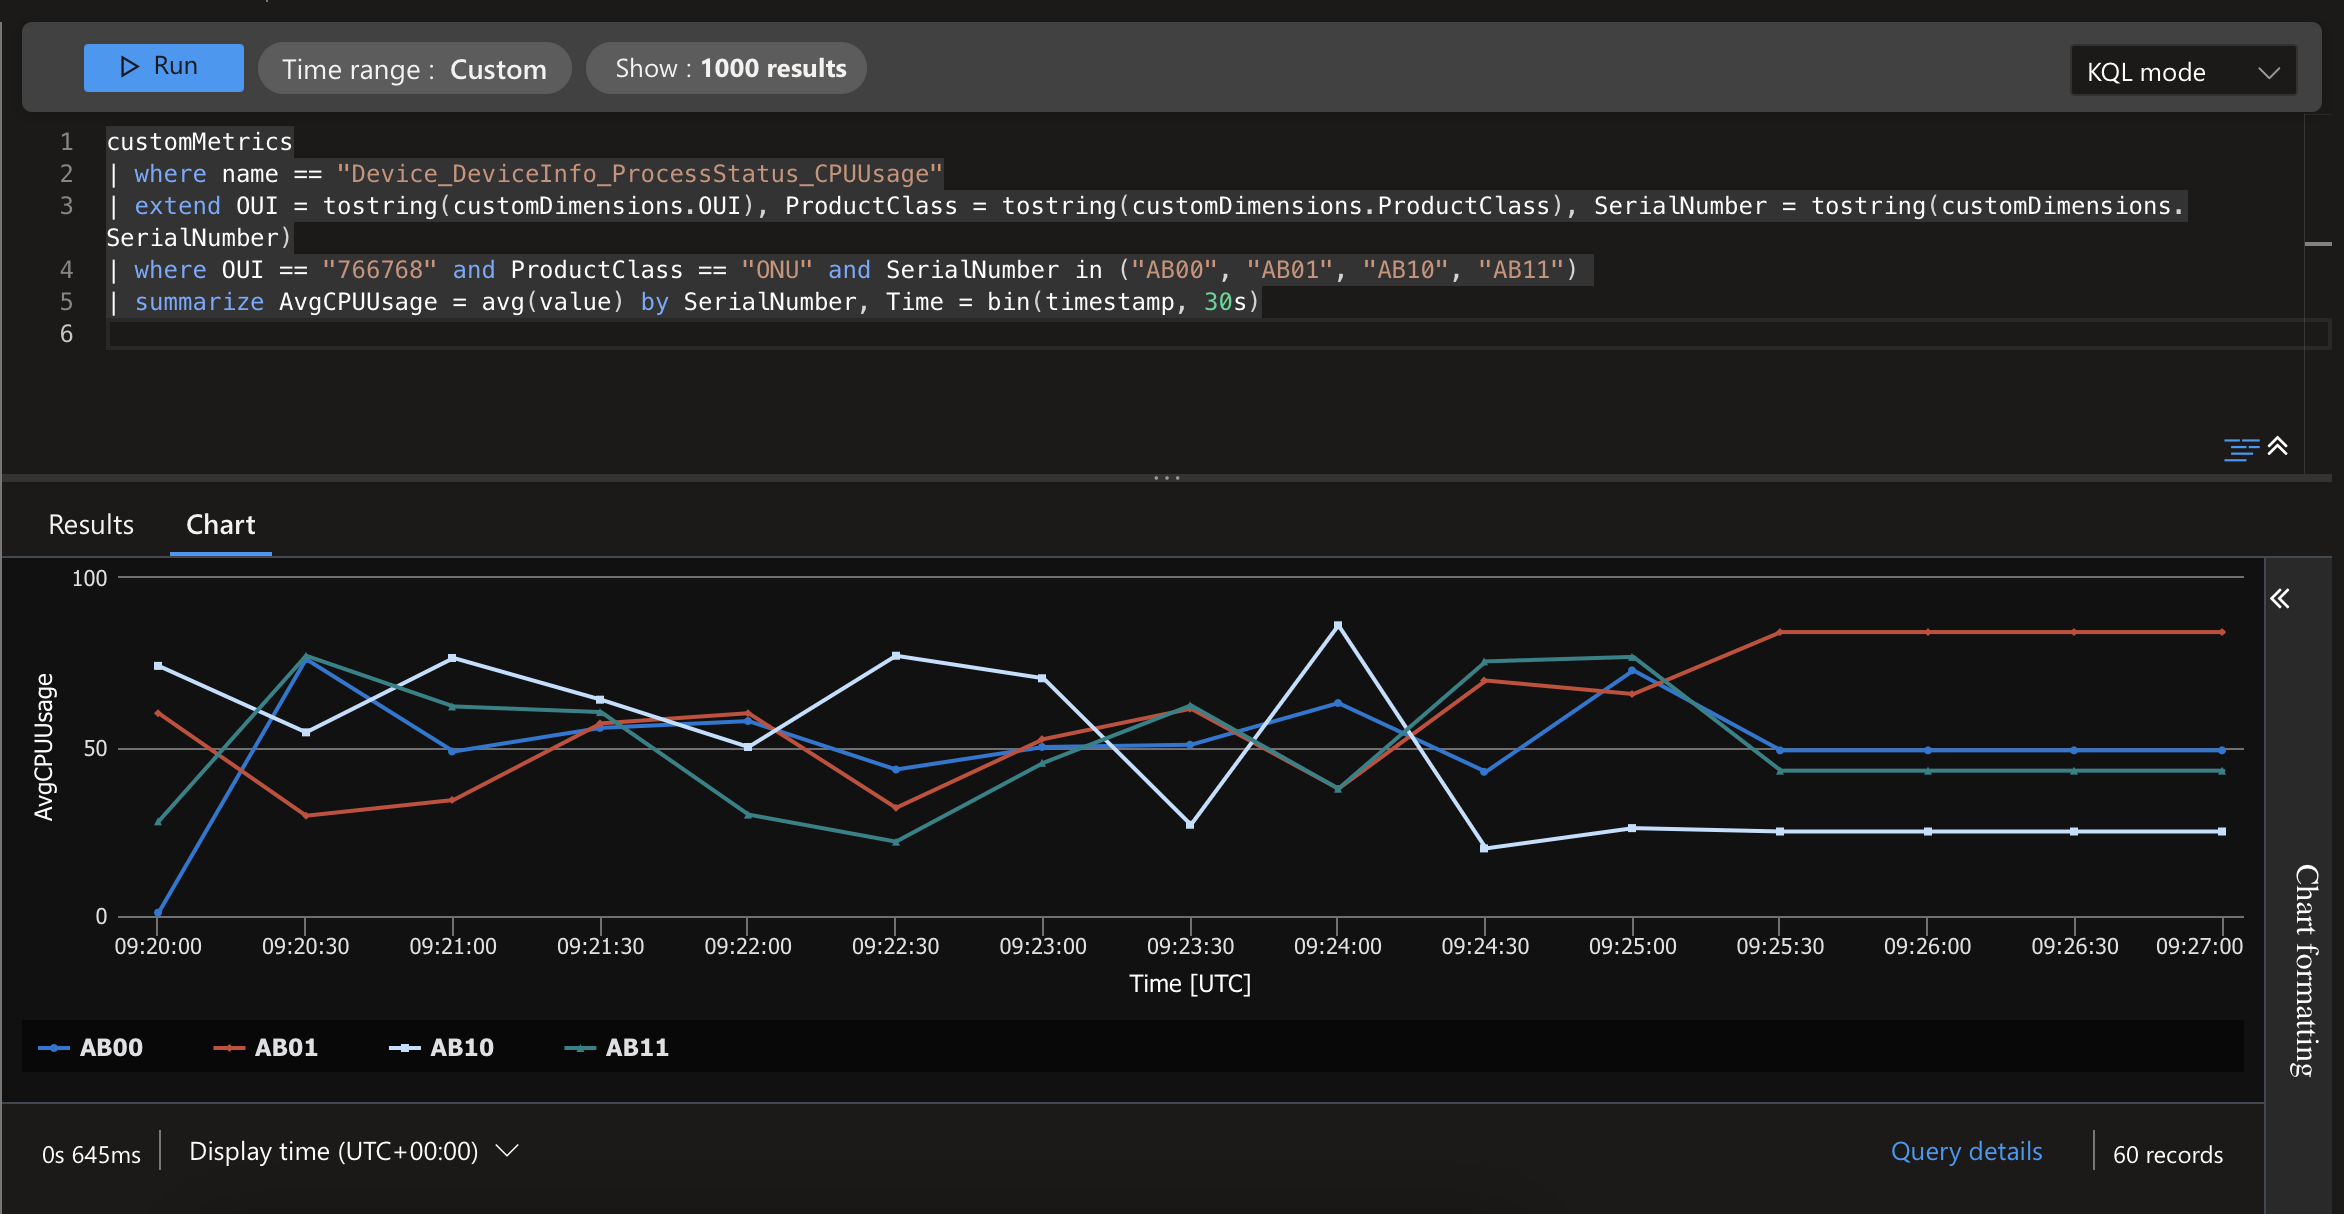 Run
Time range : Custom
Show : 1000 results
KQL mode
1 customMetrics
2 | where name == "Device_DeviceInfo_ProcessStatus_CPUUsage"
3 | extend OUI = tostring(customDimensions.OUI), ProductClass = tostring(customDimensions.ProductClass), SerialNumber = tostring(customDimensions.
SerialNumber)
4 | where OUI == "766768" and ProductClass == "ONU" and SerialNumber in ("AB00", "AB01", "AB10", "AB11")
5 | summarize AvgCPUUsage = avg(value) by SerialNumber, Time = bin(timestamp, 30s)
6
Results
Chart
100
50
0
AvgCPUUsage
09:20:00 09:20:30 09:21:00 09:21:30 09:22:00 09:22:30 09:23:00 09:23:30 09:24:00 09:24:30 09:25:00 09:25:30 09:26:00 09:26:30 09:27:00
Time [UTC]
AB00 AB01 AB10 AB11
Chart formatting
0s 645ms
Display time (UTC+00:00)
Query details
60 records